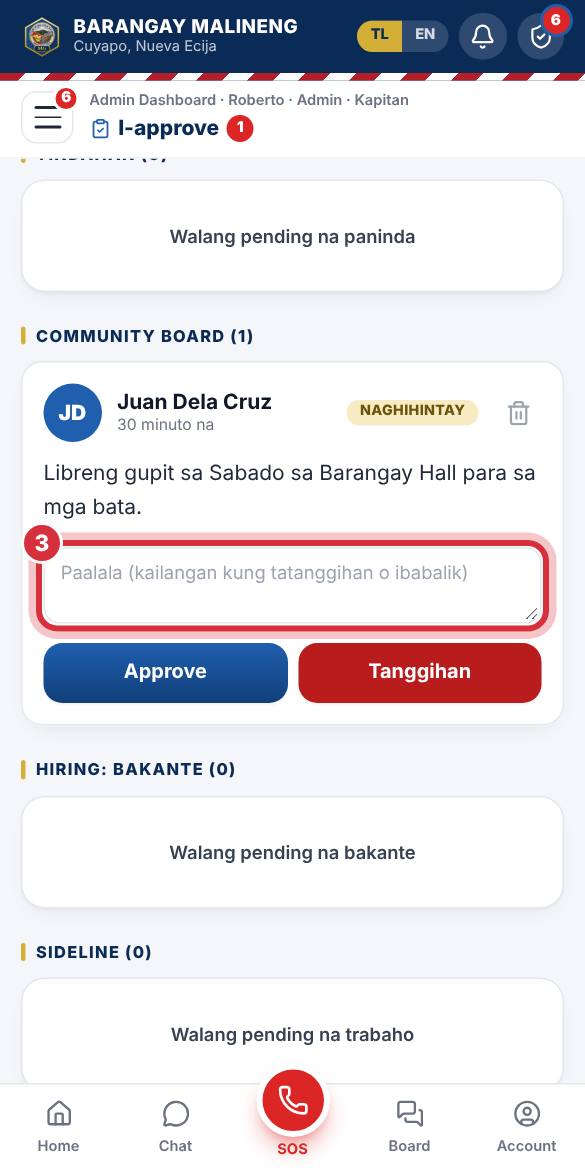 BARANGAY MALINENG
Cuyapo, Nueva Ecija
TL EN
6
6
Admin Dashboard · Roberto · Admin · Kapitan
I-approve 1
Walang pending na paninda
COMMUNITY BOARD (1)
JD
Juan Dela Cruz
30 minuto na
NAGHIHINTAY
Libreng gupit sa Sabado sa Barangay Hall para sa
mga bata.
3
Paalala (kailangan kung tatanggihan o ibabalik)
Approve Tanggihan
HIRING: BAKANTE (0)
Walang pending na bakante
SIDELINE (0)
Walang pending na trabaho
Home Chat SOS Board Account